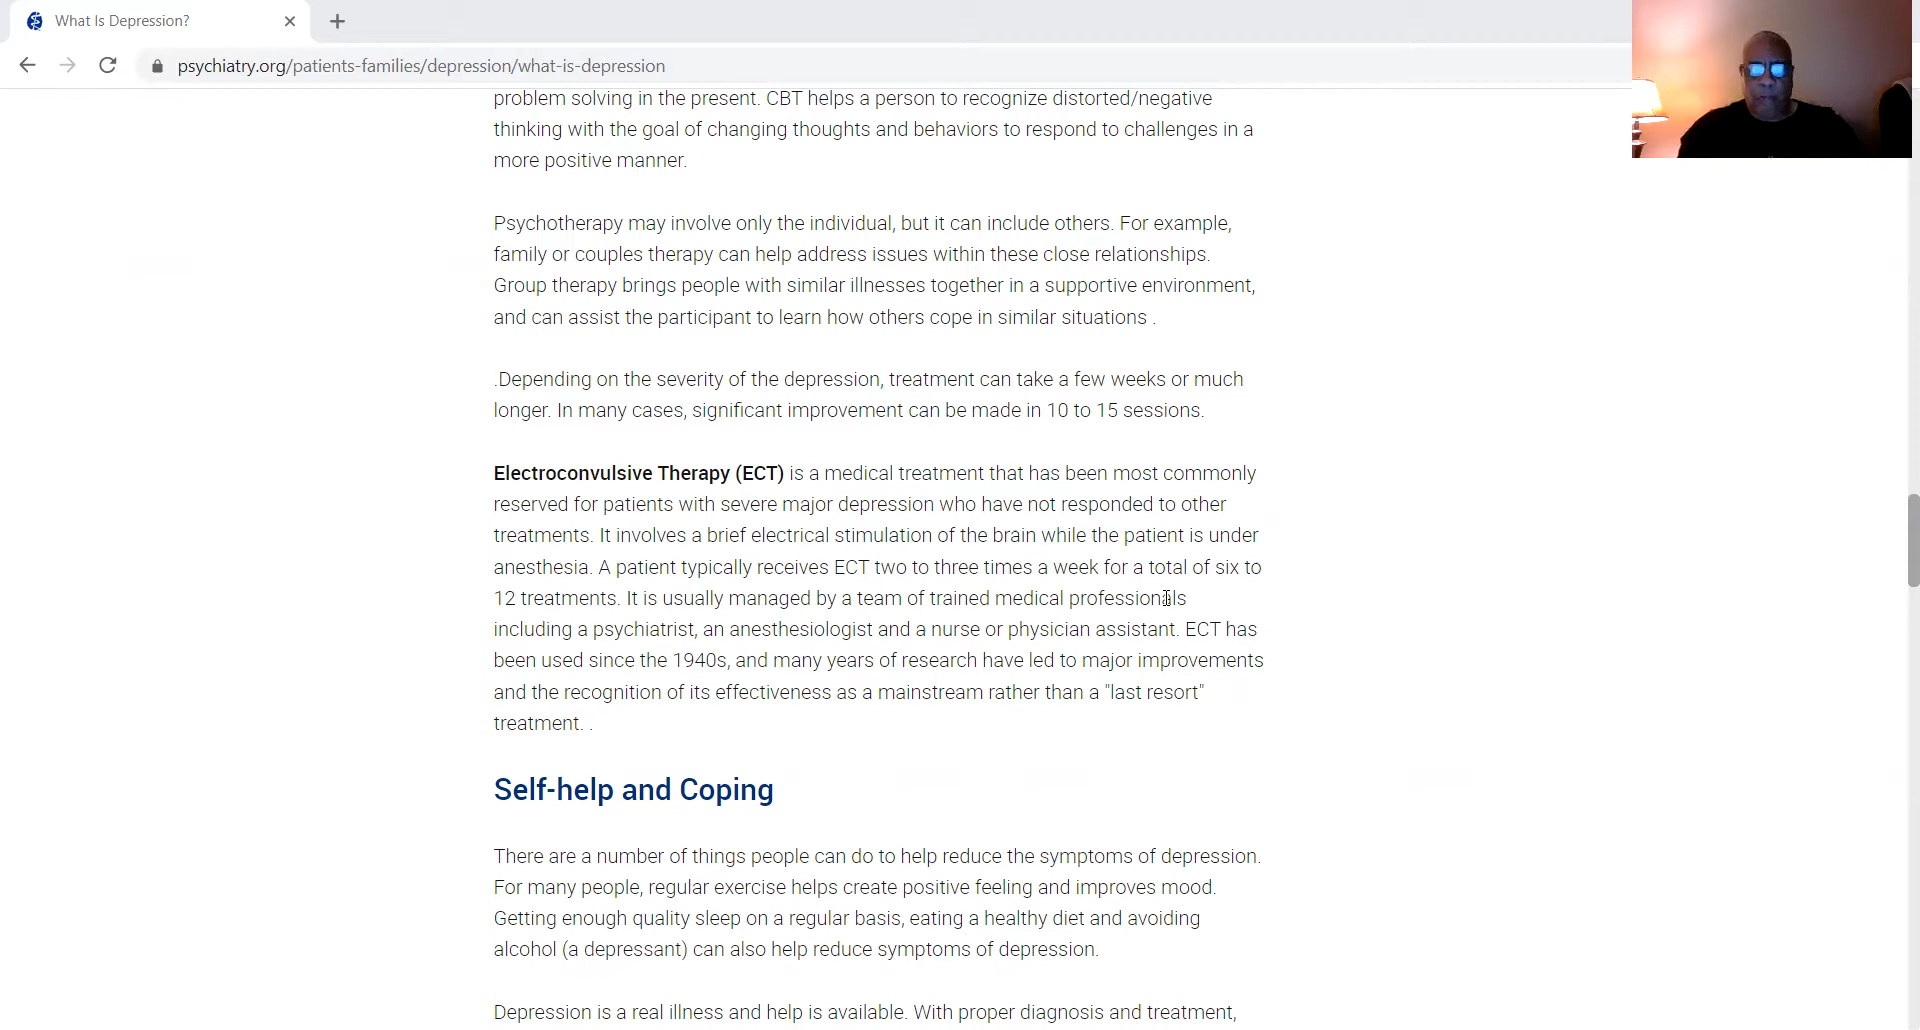 What Is Depression?
psychiatry.org/patients-families/depression/what-is-depression
problem solving in the present. CBT helps a person to recognize distorted/negative
thinking with the goal of changing thoughts and behaviors to respond to challenges in a
more positive manner.
Psychotherapy may involve only the individual, but it can include others. For example,
family or couples therapy can help address issues within these close relationships.
Group therapy brings people with similar illnesses together in a supportive environment,
and can assist the participant to learn how others cope in similar situations .
.Depending on the severity of the depression, treatment can take a few weeks or much
longer. In many cases, significant improvement can be made in 10 to 15 sessions.
Electroconvulsive Therapy (ECT) is a medical treatment that has been most commonly
reserved for patients with severe major depression who have not responded to other
treatments. It involves a brief electrical stimulation of the brain while the patient is under
anesthesia. A patient typically receives ECT two to three times a week for a total of six to
12 treatments. It is usually managed by a team of trained medical professionals
including a psychiatrist, an anesthesiologist and a nurse or physician assistant. ECT has
been used since the 1940s, and many years of research have led to major improvements
and the recognition of its effectiveness as a mainstream rather than a "last resort"
treatment. .
Self-help and Coping
There are a number of things people can do to help reduce the symptoms of depression.
For many people, regular exercise helps create positive feeling and improves mood.
Getting enough quality sleep on a regular basis, eating a healthy diet and avoiding
alcohol (a depressant) can also help reduce symptoms of depression.
Depression is a real illness and help is available. With proper diagnosis and treatment,